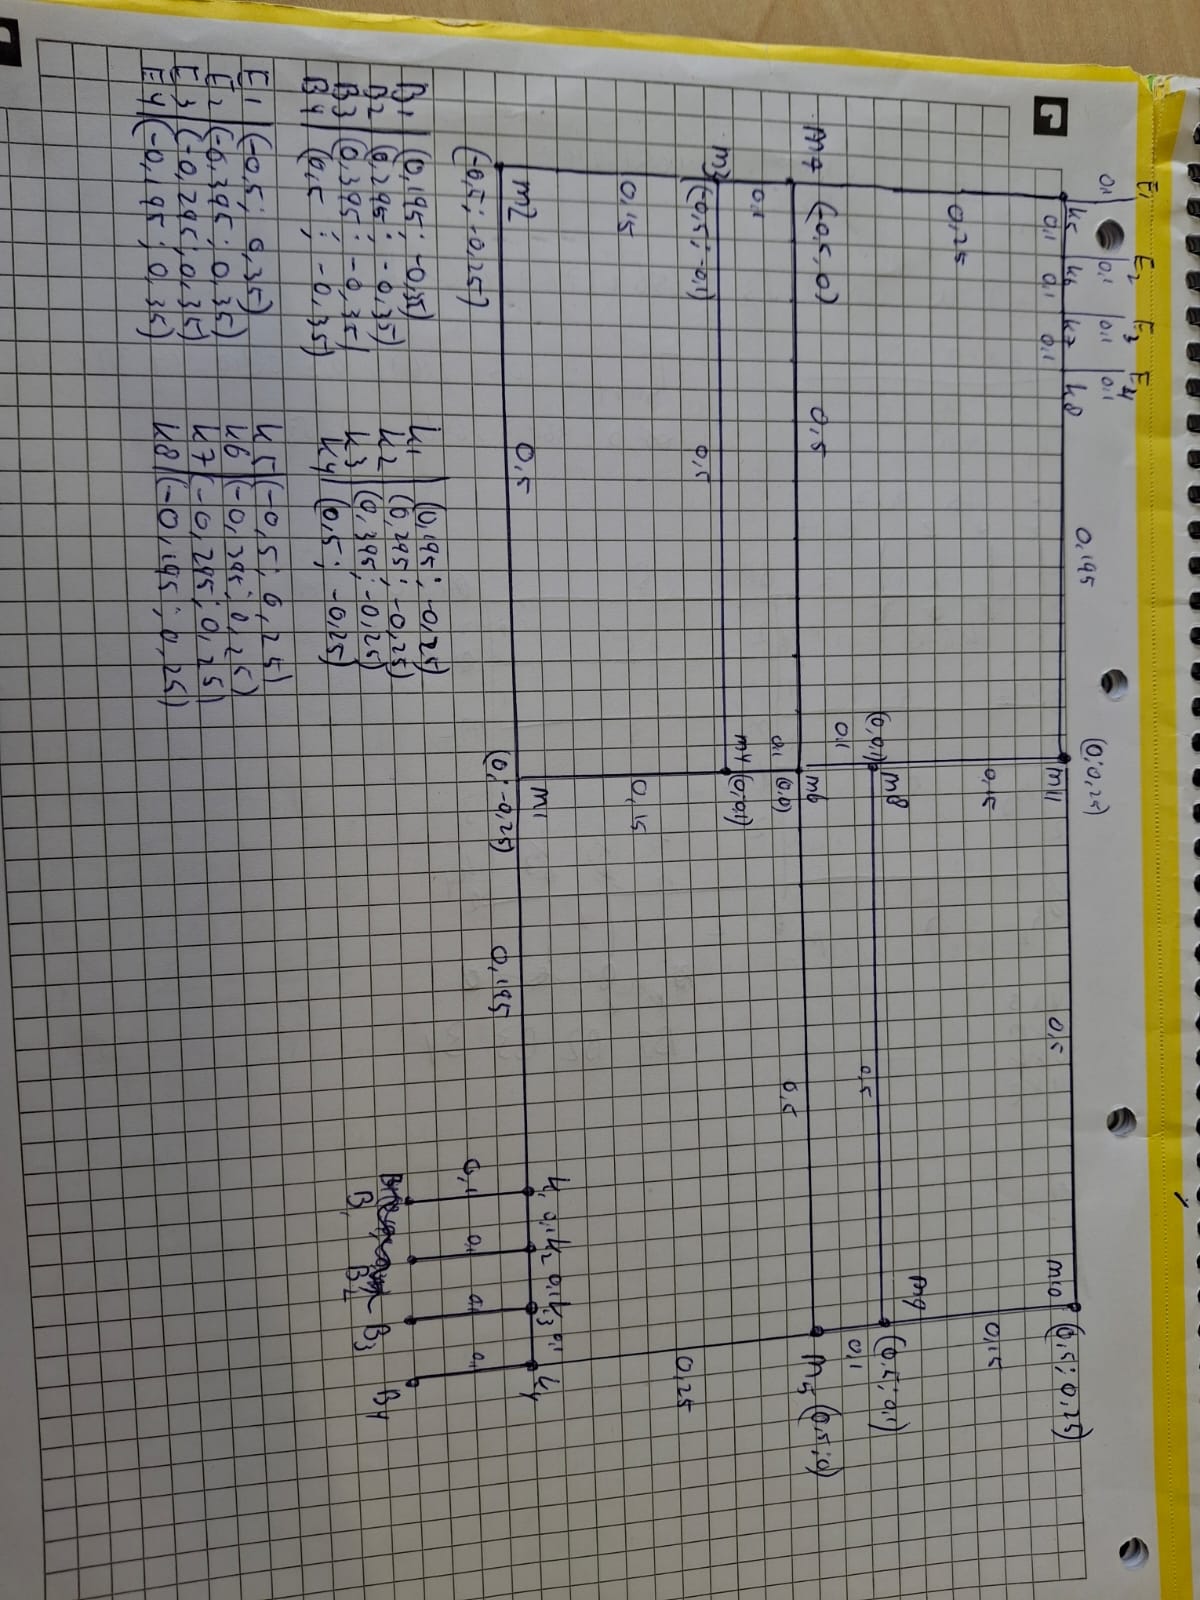 E1 E2 E3 E4
0,1 0,1 0,1 0,1
k5 k6 k7 k8
0,1 0,1 0,1
0,195
(0; 0,25)
m11
0,5
m10
(0,5; 0,25)
0,25
0,15
0,15
(0; 0,1)
m8
0,1
0,5
m9
(0,5; 0,1)
0,1
m7
(-0,5; 0)
0,5
m6
(0,0)
0,5
m5 (0,5; 0)
0,1
0,1
m3
(-0,5; -0,1)
0,5
m4
(0; -0,1)
0,15
0,15
0,25
m2
0,5
m1
(-0,5; -0,25)
(0; -0,25)
0,195
k1 0,1 k2 0,1 k3 0,1 k4
0,1 0,1 0,1 0,1
B1 B2 B3 B4
B1 | (0,195; -0,35)
B2 | (0,295; -0,35)
B3 | (0,395; -0,35)
B4 | (0,5; -0,35)
k1 | (0,195; -0,25)
k2 | (0,295; -0,25)
k3 | (0,395; -0,25)
k4 | (0,5; -0,25)
E1 | (-0,5; 0,35)
E2 | (-0,395; 0,35)
E3 | (-0,295; 0,35)
E4 | (-0,195; 0,35)
k5 | (-0,5; 0,25)
k6 | (-0,395; 0,25)
k7 | (-0,295; 0,25)
k8 | (-0,195; 0,25)